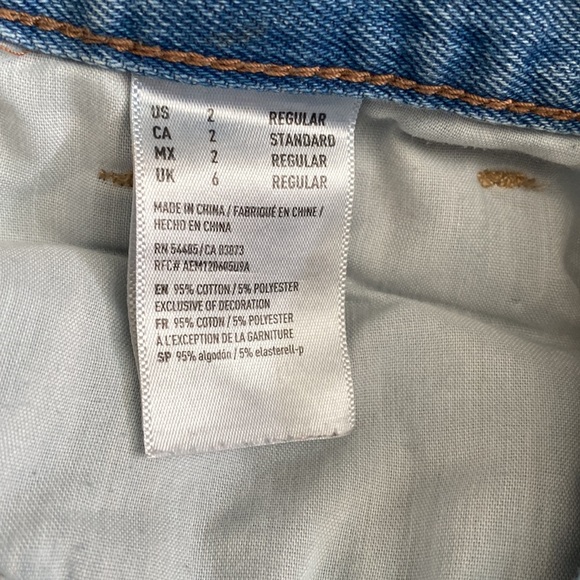 US 2 REGULAR
CA 2 STANDARD
MX 2 REGULAR
UK 6 REGULAR
MADE IN CHINA / FABRIQUÉ EN CHINE /
HECHO EN CHINA
RN 54485/CA 03073
RFC# AEM120605U9A
EN 95% COTTON / 5% POLYESTER
EXCLUSIVE OF DECORATION
FR 95% COTON / 5% POLYESTER
À L'EXCEPTION DE LA GARNITURE
SP 95% algodón / 5% elasterell-p